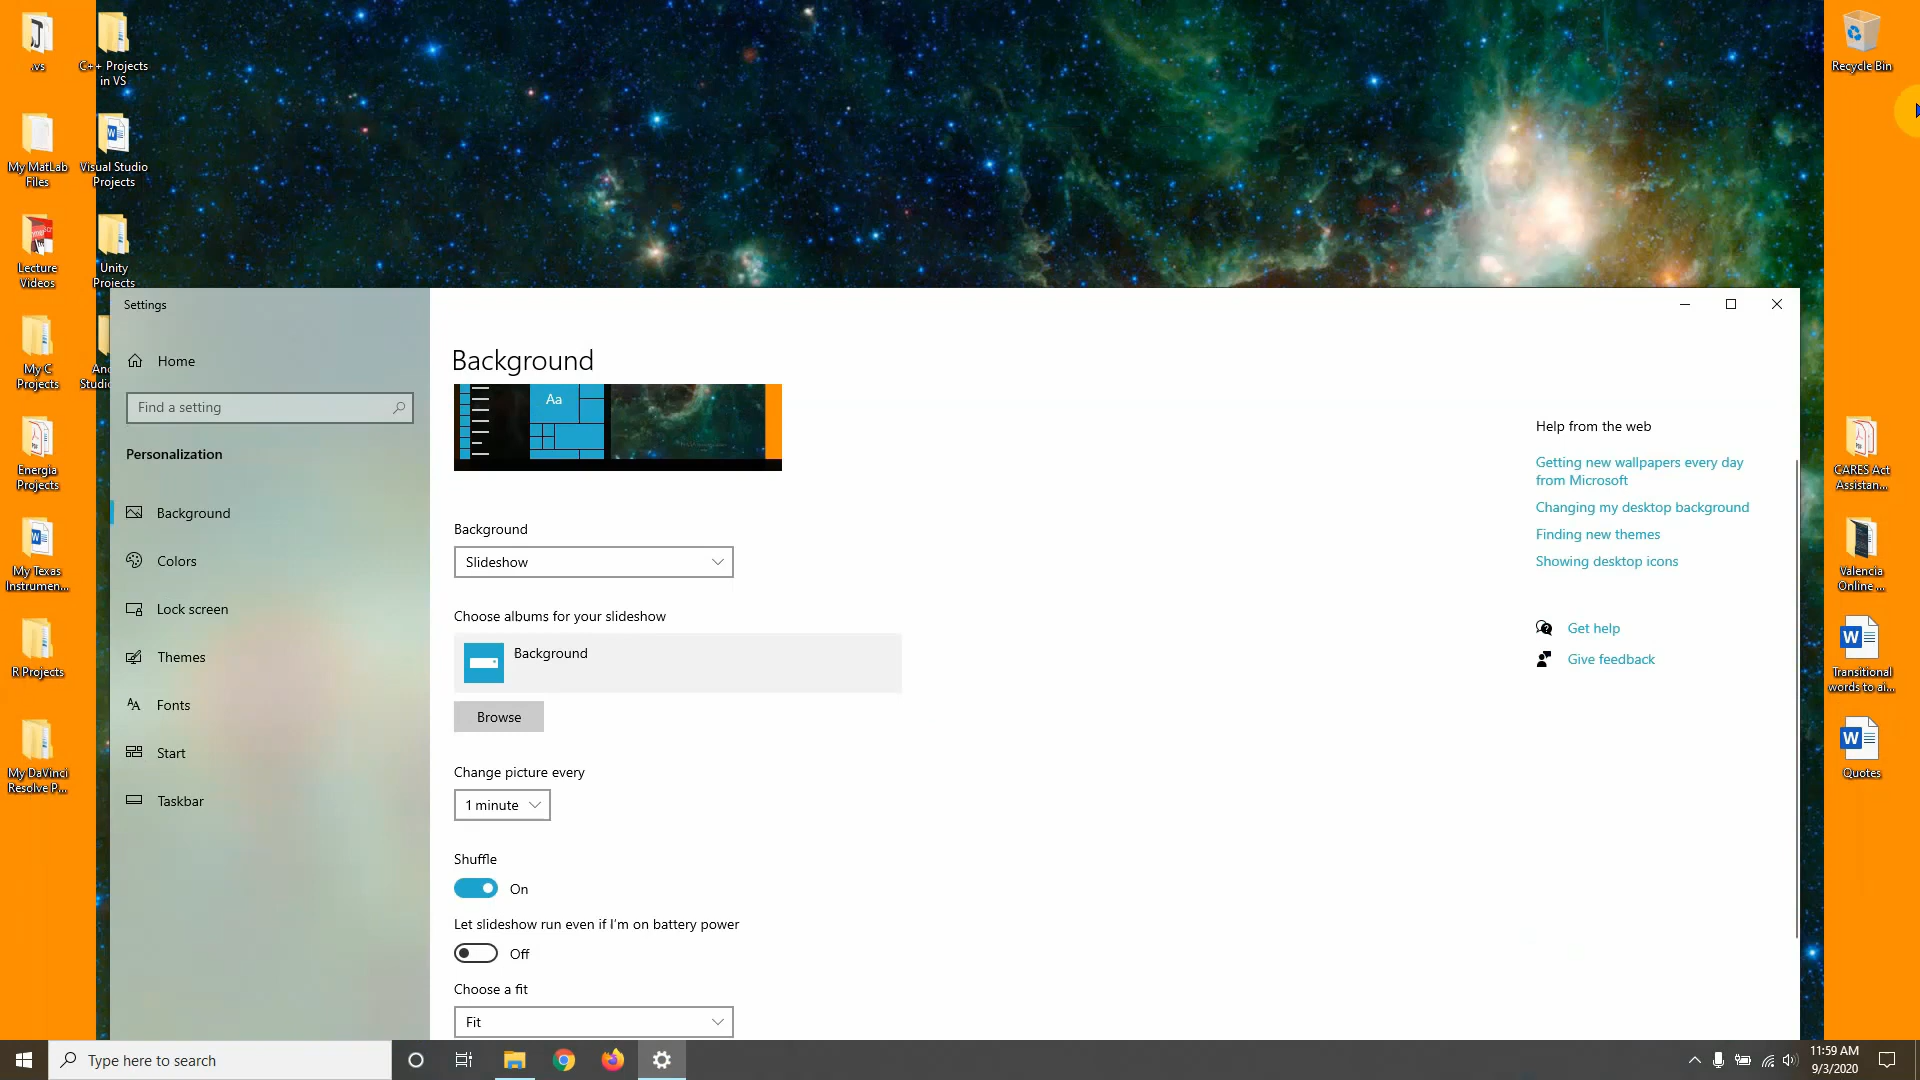 .vs
C++ Projects
in VS
My MatLab
Files
Visual Studio
Projects
Lecture
Videos
Unity
Projects
My C
Projects
Studio
Energia
Projects
My Texas
Instrumen...
R Projects
My DaVinci
Resolve P...
Recycle Bin
CARES Act
Assistan...
Valencia
Online ...
Transitional
words to ai...
Quotes
Settings
Home
Find a setting
Personalization
Background
Colors
Lock screen
Themes
Fonts
Start
Taskbar
Background
Aa
Background
Slideshow
Choose albums for your slideshow
Background
Browse
Change picture every
1 minute
Shuffle
On
Let slideshow run even if I'm on battery power
Off
Choose a fit
Fit
Help from the web
Getting new wallpapers every day
from Microsoft
Changing my desktop background
Finding new themes
Showing desktop icons
Get help
Give feedback
Type here to search
11:59 AM
9/3/2020